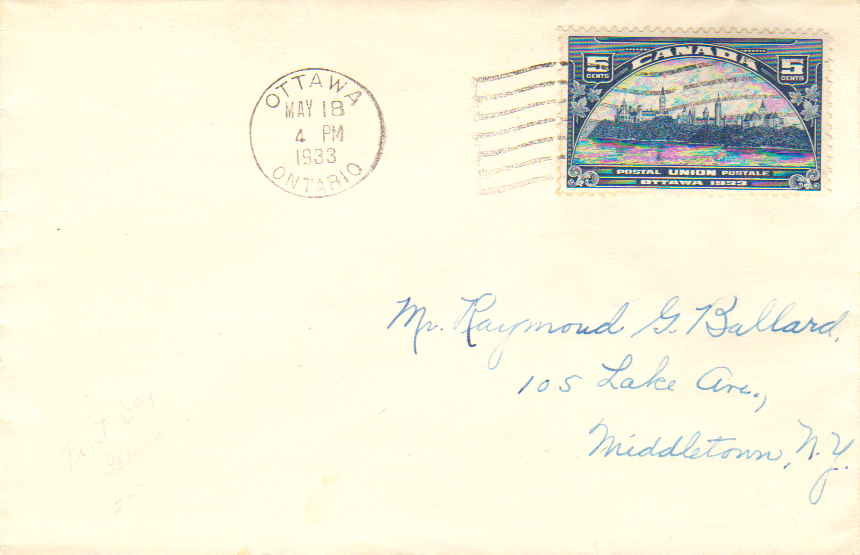 OTTAWA
MAY 18
4 PM
1933
ONTARIO
CANADA
5 CENTS 5 CENTS
POSTAL UNION POSTALE
OTTAWA 1933
Mr. Raymond G. Ballard,
105 Lake Ave.,
Middletown, N.Y.
First Day